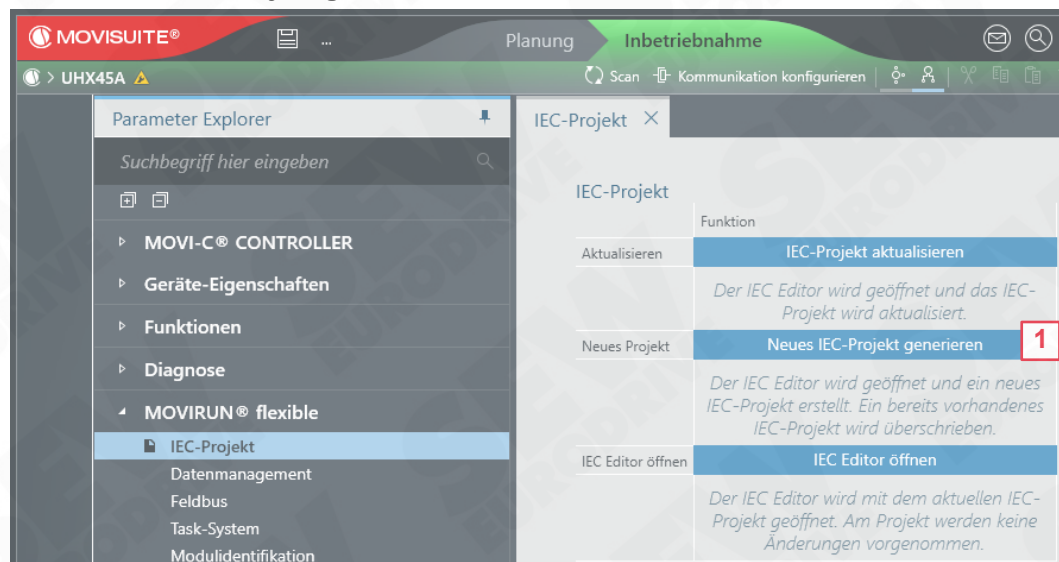 MOVISUITE®
...
Planung
Inbetriebnahme
> UHX45A
Scan
Kommunikation konfigurieren
Parameter Explorer
Suchbegriff hier eingeben
MOVI-C® CONTROLLER
Geräte-Eigenschaften
Funktionen
Diagnose
MOVIRUN® flexible
IEC-Projekt
Datenmanagement
Feldbus
Task-System
Modulidentifikation
IEC-Projekt
IEC-Projekt
Funktion
Aktualisieren
IEC-Projekt aktualisieren
Der IEC Editor wird geöffnet und das IEC-
Projekt wird aktualisiert.
Neues Projekt
Neues IEC-Projekt generieren
1
Der IEC Editor wird geöffnet und ein neues
IEC-Projekt erstellt. Ein bereits vorhandenes
IEC-Projekt wird überschrieben.
IEC Editor öffnen
IEC Editor öffnen
Der IEC Editor wird mit dem aktuellen IEC-
Projekt geöffnet. Am Projekt werden keine
Änderungen vorgenommen.